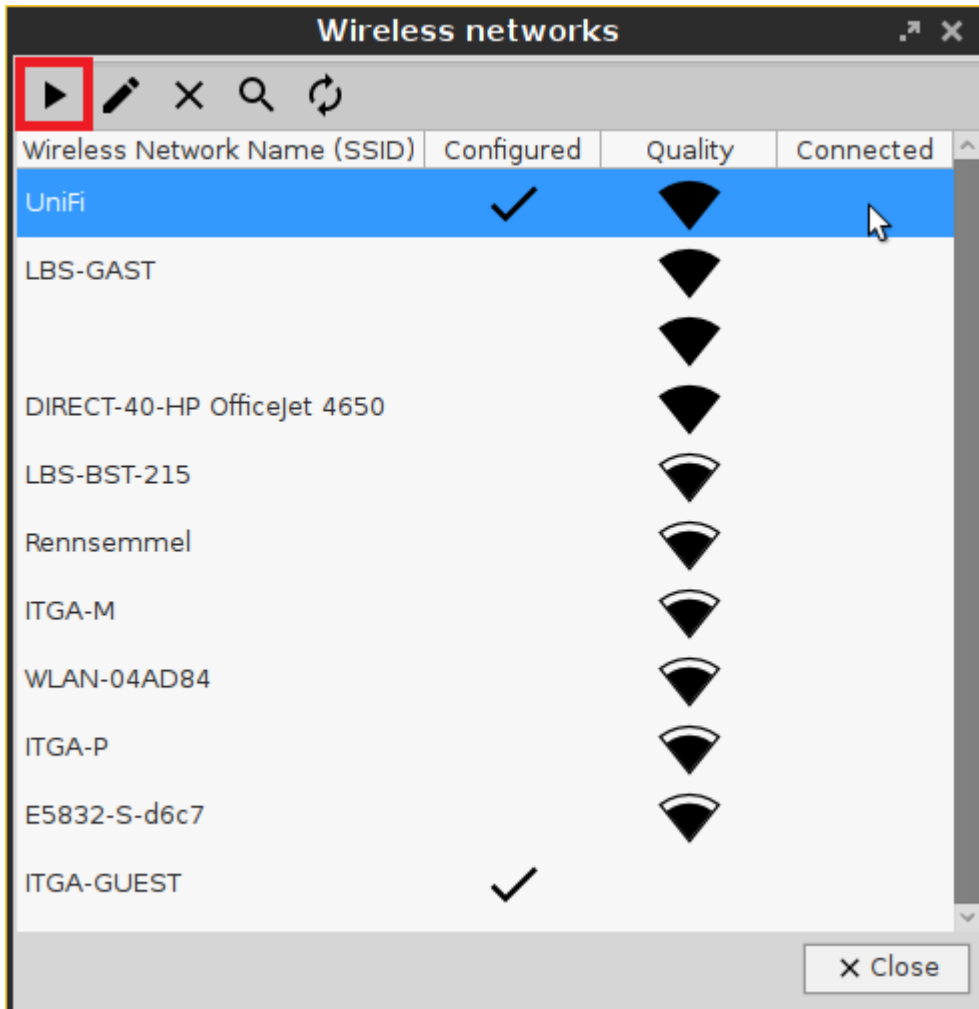 Wireless networks
Wireless Network Name (SSID) Configured Quality Connected
UniFi
LBS-GAST
DIRECT-40-HP OfficeJet 4650
LBS-BST-215
Rennsemmel
ITGA-M
WLAN-04AD84
ITGA-P
E5832-S-d6c7
ITGA-GUEST
Close